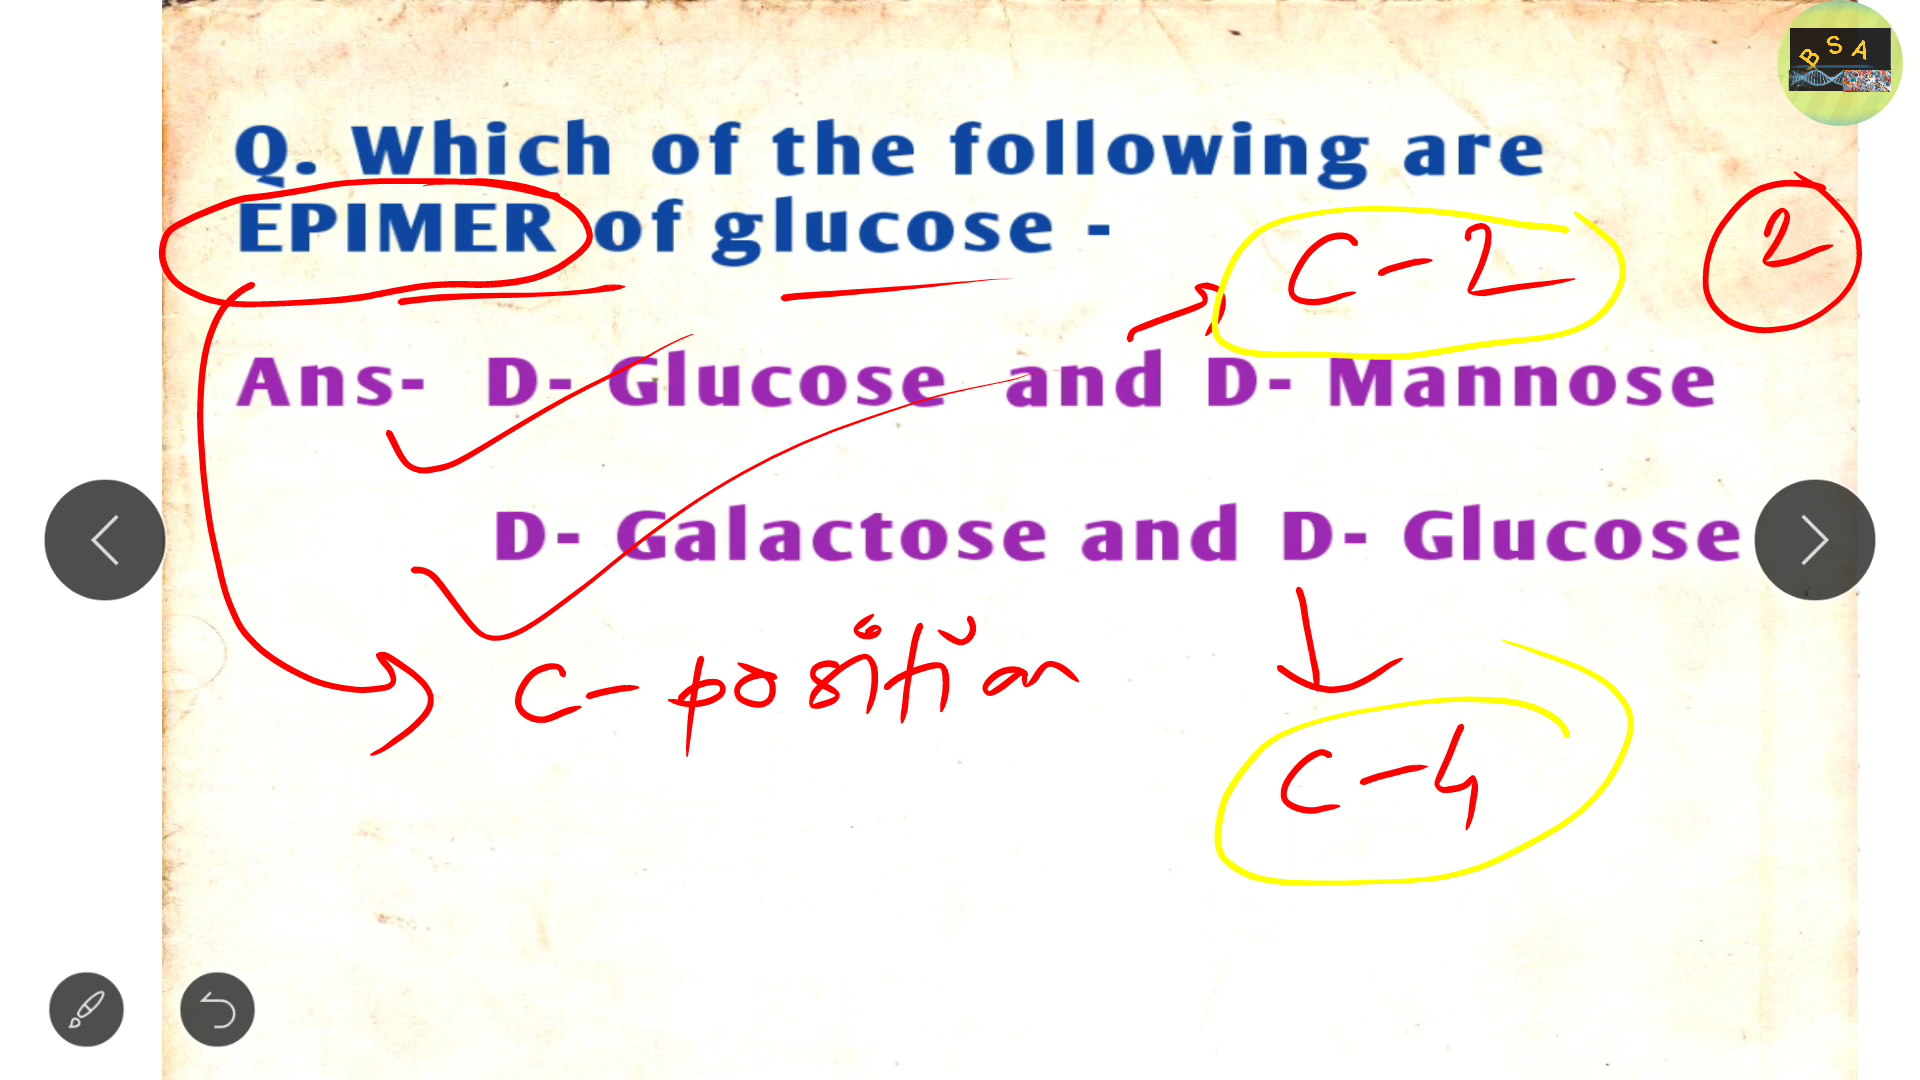 B S A
Q. Which of the following are
EPIMER of glucose -
C-2
2
Ans- D- Glucose and D- Mannose
D- Galactose and D- Glucose
C- position
C-4